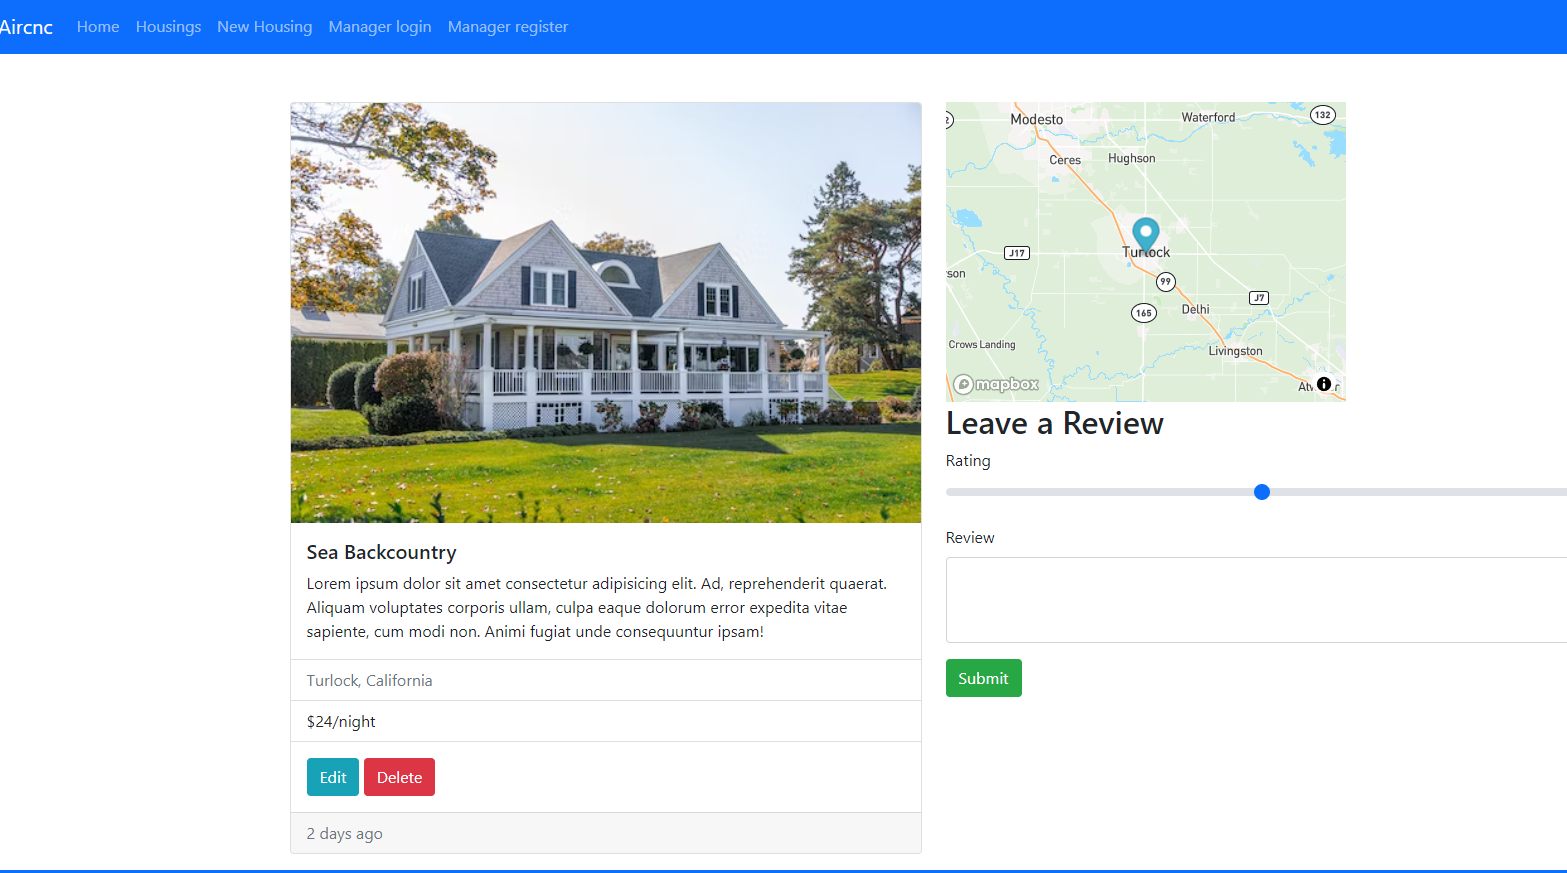 Aircnc Home Housings New Housing Manager login Manager register
Modesto
Waterford
132
Ceres
Hughson
J17
Turlock
99
165
J7
Delhi
Crows Landing
Livingston
mapbox
Leave a Review
Rating
Review
Submit
Sea Backcountry
Lorem ipsum dolor sit amet consectetur adipisicing elit. Ad, reprehenderit quaerat.
Aliquam voluptates corporis ullam, culpa eaque dolorum error expedita vitae
sapiente, cum modi non. Animi fugiat unde consequuntur ipsam!
Turlock, California
$24/night
Edit Delete
2 days ago